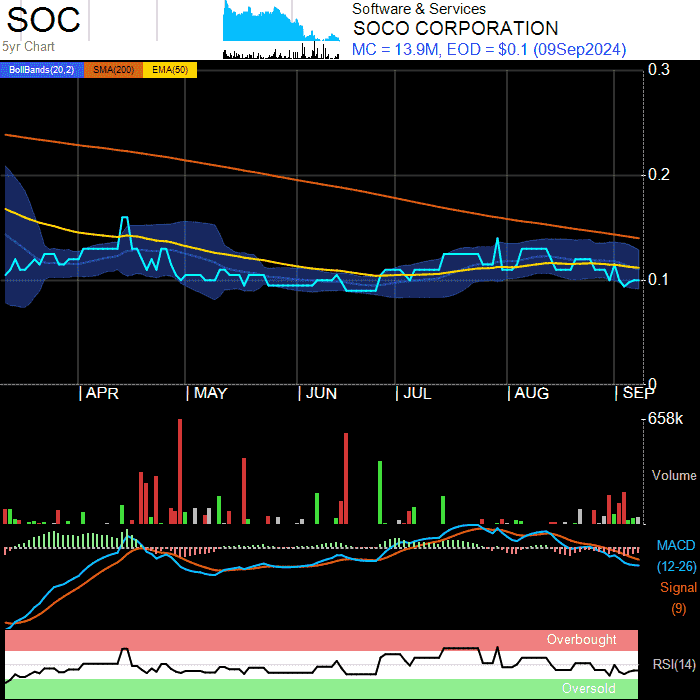 SOC
5yr Chart
Software & Services
SOCO CORPORATION
MC = 13.9M, EOD = $0.1 (09Sep2024)
BollBands(20,2) SMA(200) EMA(50)
0.3
0.2
0.1
0
APR MAY JUN JUL AUG SEP
658k
Volume
MACD
(12-26)
Signal
(9)
Overbought
RSI(14)
Oversold